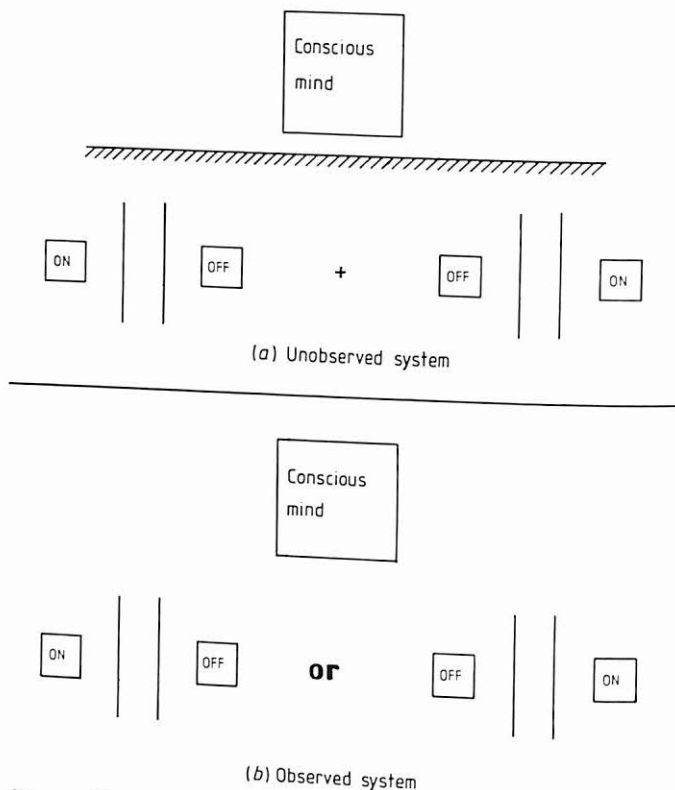 Conscious
mind
ON OFF + OFF ON
(a) Unobserved system
Conscious
mind
ON OFF or OFF ON
(b) Observed system